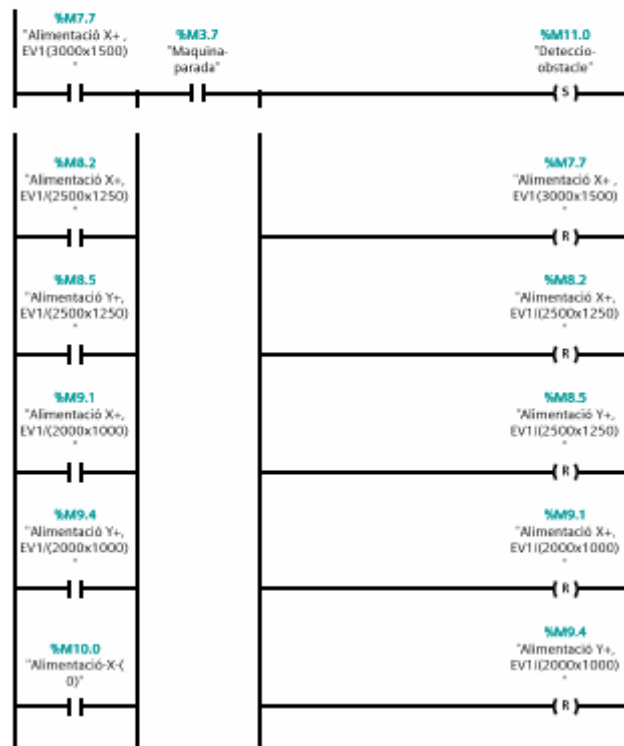 %M7.7
"Alimentació X+ ,
EV1(3000x1500)
"
%M3.7
"Maquina-
parada"
%M11.0
"Deteccio-
obstacle"
S
%M8.2
"Alimentació X+,
EV1/(2500x1250)
"
%M7.7
"Alimentació X+ ,
EV1(3000x1500)
"
R
%M8.5
"Alimentació Y+,
EV1/(2500x1250)
"
%M8.2
"Alimentació X+,
EV1/(2500x1250)
"
R
%M9.1
"Alimentació X+,
EV1/(2000x1000)
"
%M8.5
"Alimentació Y+,
EV1/(2500x1250)
"
R
%M9.4
"Alimentació Y+,
EV1/(2000x1000)
"
%M9.1
"Alimentació X+,
EV1/(2000x1000)
"
R
%M10.0
"Alimentació-X-(
0)"
%M9.4
"Alimentació Y+,
EV1/(2000x1000)
"
R